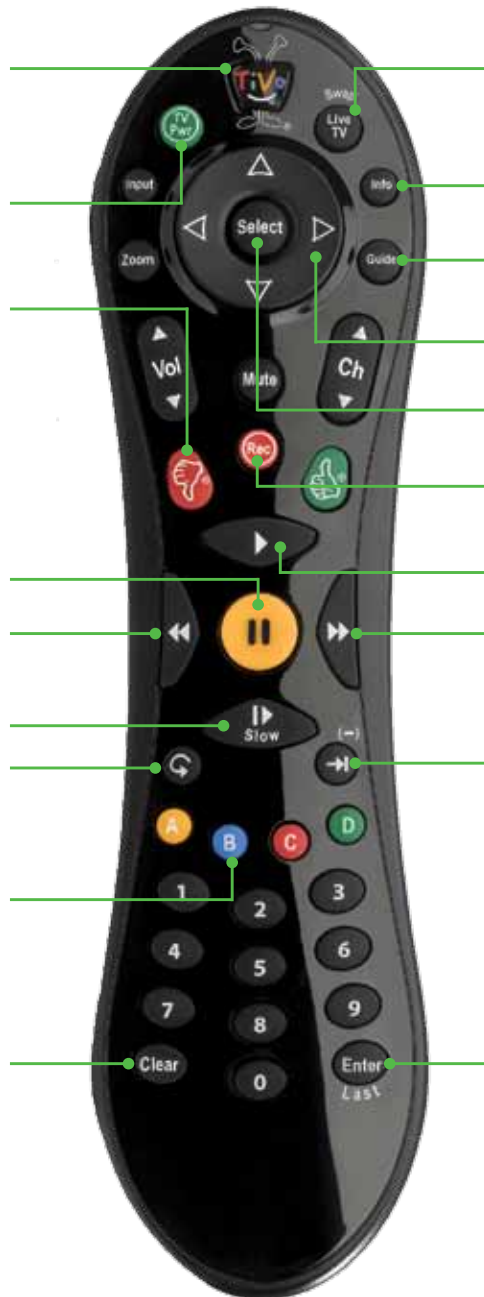 TiVo
Swap
TV
Pwr
Live
TV
Input
Info
Select
Zoom
Guide
Vol
Mute
Ch
Rec
Slow
(–)
A
B
C
D
1
2
3
4
5
6
7
8
9
Clear
0
Enter
Last